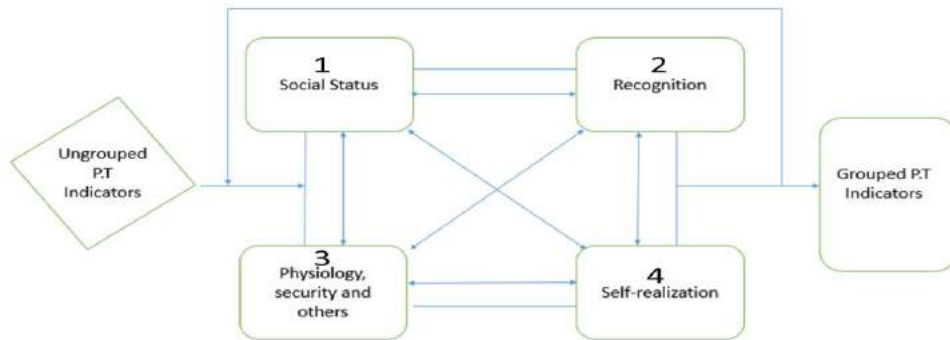 1
Social Status
2
Recognition
Ungrouped
P.T
Indicators
Grouped P.T
Indicators
3
Physiology,
security and
others
4
Self-realization